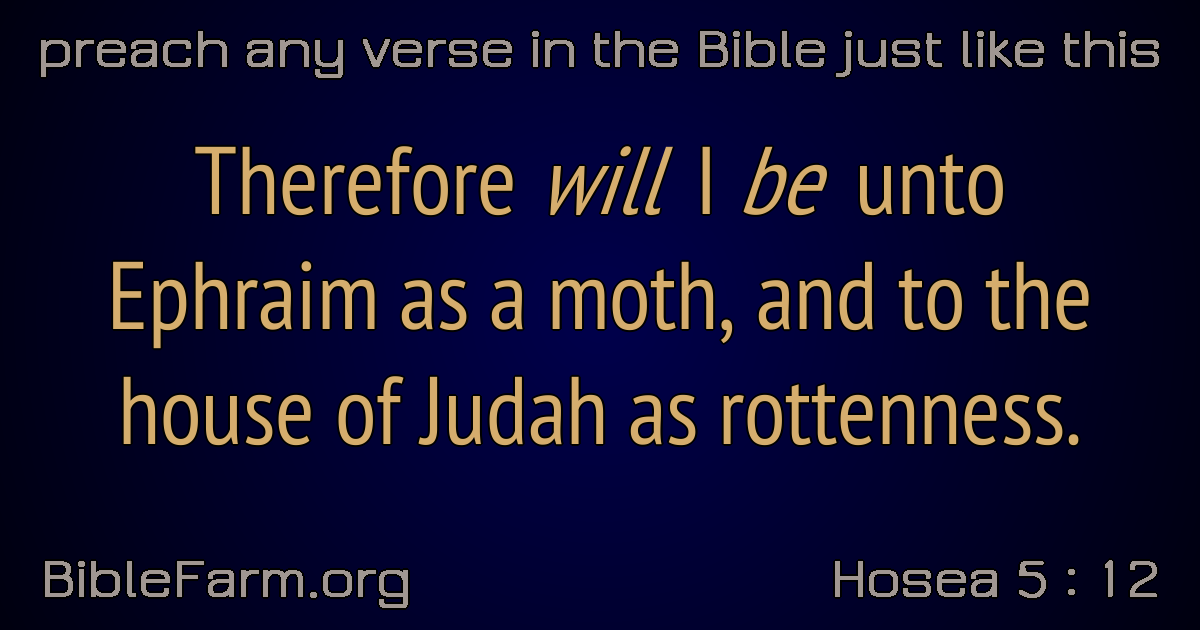 preach any verse in the Bible just like this
Therefore will I be unto
Ephraim as a moth, and to the
house of Judah as rottenness.
BibleFarm.org
Hosea 5 : 12